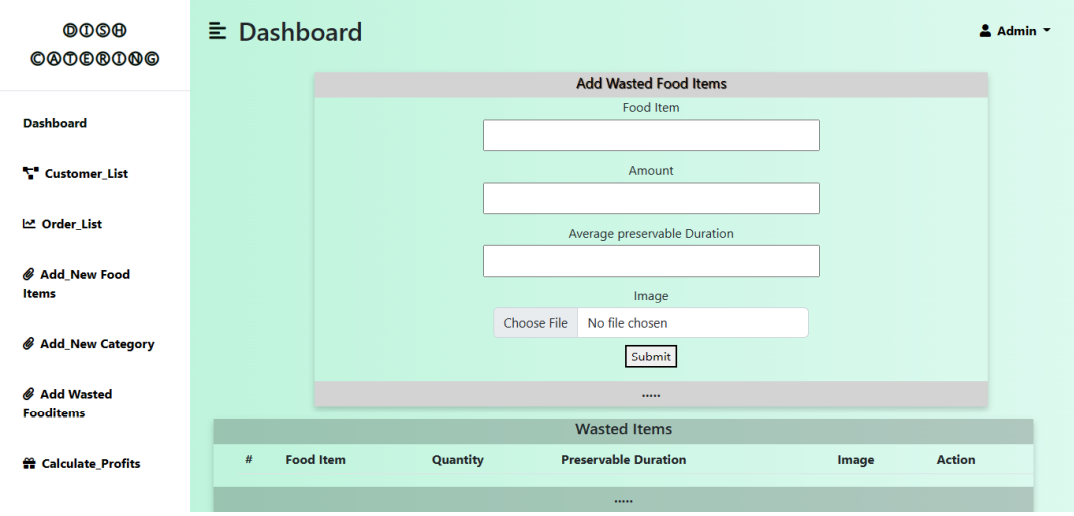 ⒹⒾⓈⒽ
ⒸⒶⓉⒺⓇⒾⓃⒼ
Dashboard
Admin
Dashboard
Customer_List
Order_List
Add_New Food
Items
Add_New Category
Add Wasted
Fooditems
Calculate_Profits
Add Wasted Food Items
Food Item
Amount
Average preservable Duration
Image
Choose File No file chosen
Submit
.....
Wasted Items
# Food Item Quantity Preservable Duration Image Action
.....